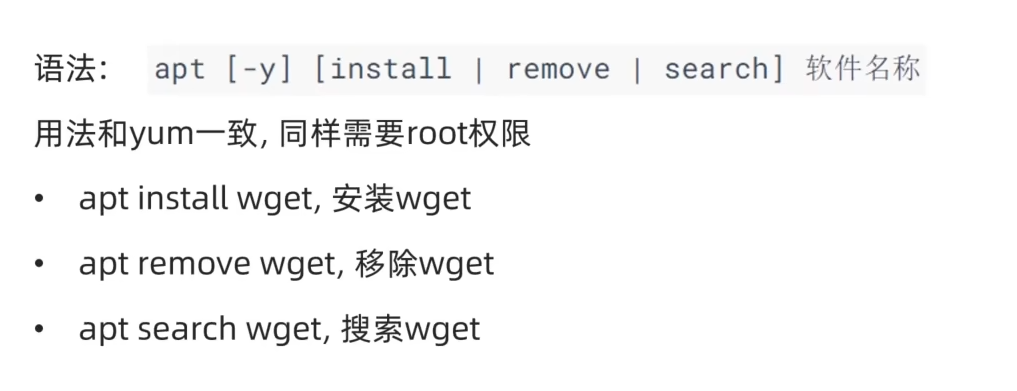 语法： apt [-y] [install | remove | search] 软件名称
用法和yum一致, 同样需要root权限
• apt install wget, 安装wget
• apt remove wget, 移除wget
• apt search wget, 搜索wget